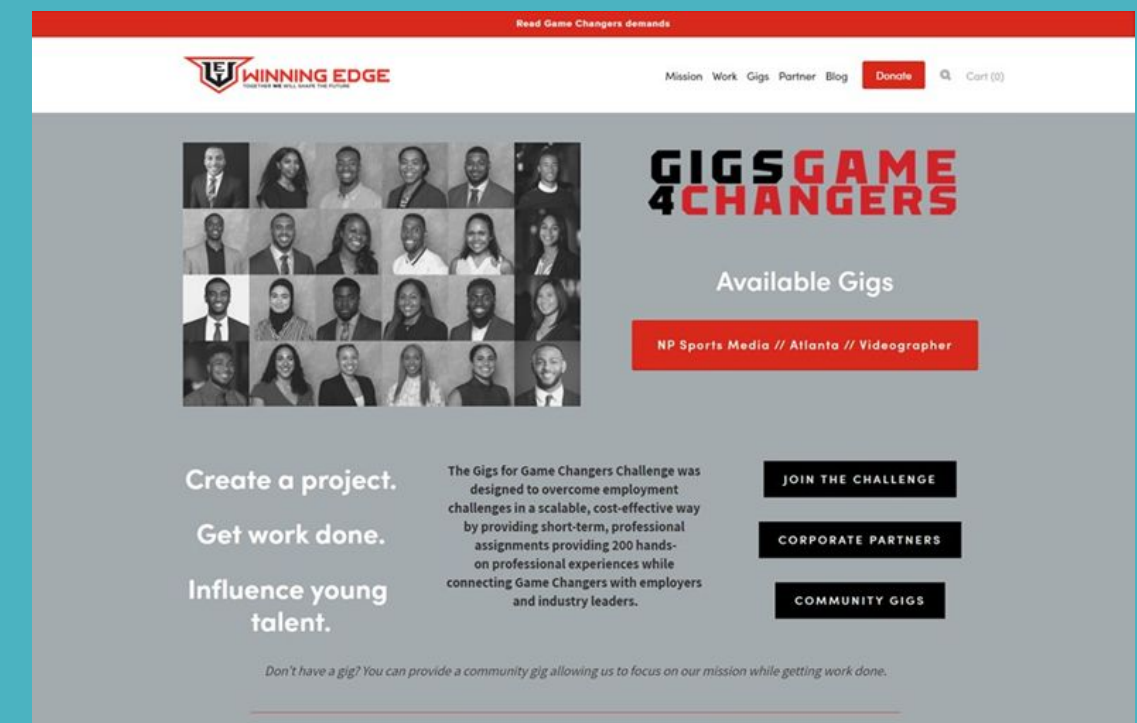 Read Game Changers demands
WINNING EDGE
TOGETHER WE WILL SHAPE THE FUTURE
Mission Work Gigs Partner Blog Donate Cart (0)
GIGS GAME
4 CHANGERS
Available Gigs
NP Sports Media // Atlanta // Videographer
Create a project.
Get work done.
Influence young
talent.
The Gigs for Game Changers Challenge was
designed to overcome employment
challenges in a scalable, cost-effective way
by providing short-term, professional
assignments providing 200 hands-
on professional experiences while
connecting Game Changers with employers
and industry leaders.
JOIN THE CHALLENGE
CORPORATE PARTNERS
COMMUNITY GIGS
Don't have a gig? You can provide a community gig allowing us to focus on our mission while getting work done.